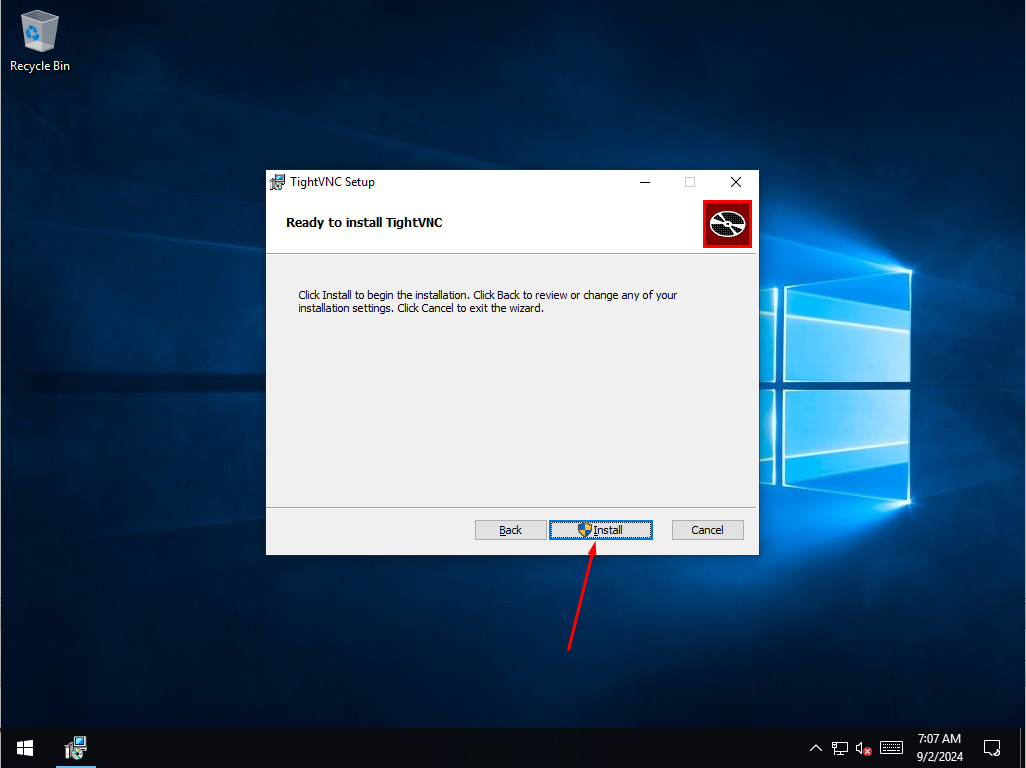 Recycle Bin
TightVNC Setup
Ready to install TightVNC
Click Install to begin the installation. Click Back to review or change any of your
installation settings. Click Cancel to exit the wizard.
Back
Install
Cancel
7:07 AM
9/2/2024